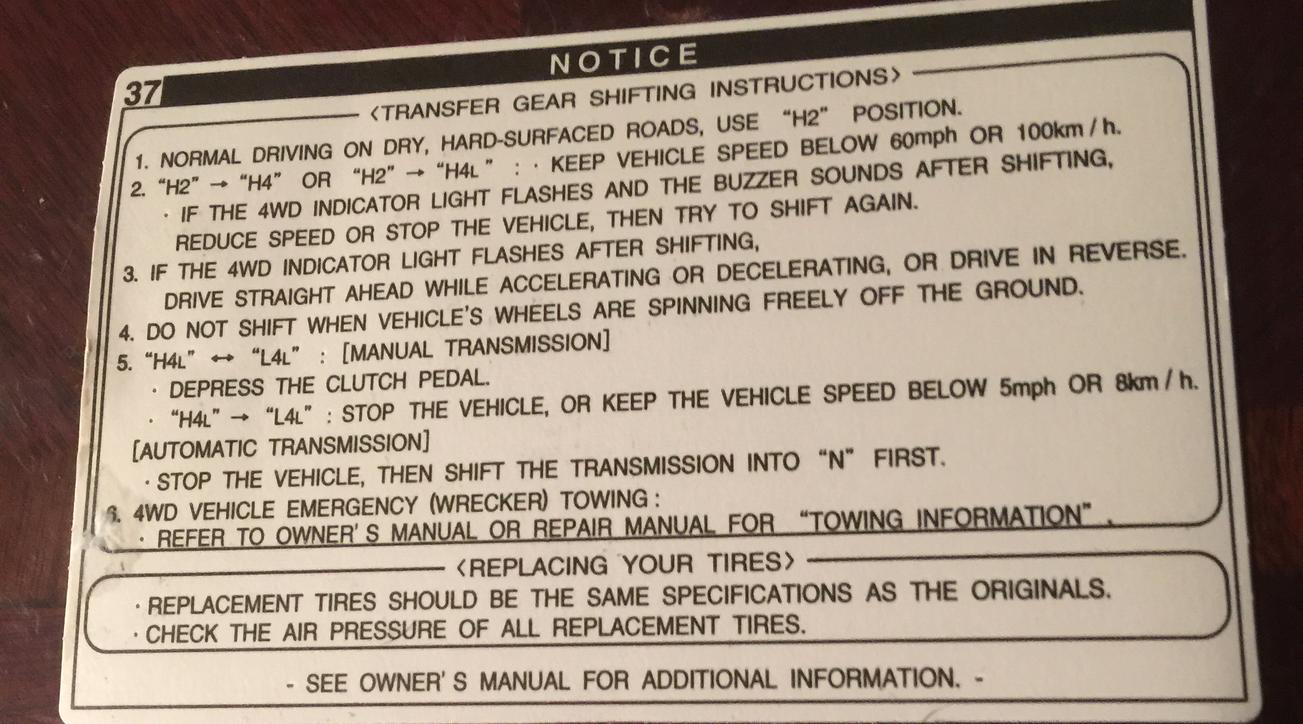 37
NOTICE
<TRANSFER GEAR SHIFTING INSTRUCTIONS>
1. NORMAL DRIVING ON DRY, HARD-SURFACED ROADS, USE "H2" POSITION.
2. "H2" → "H4" OR "H2" → "H4L" : · KEEP VEHICLE SPEED BELOW 60mph OR 100km / h.
· IF THE 4WD INDICATOR LIGHT FLASHES AND THE BUZZER SOUNDS AFTER SHIFTING,
REDUCE SPEED OR STOP THE VEHICLE, THEN TRY TO SHIFT AGAIN.
3. IF THE 4WD INDICATOR LIGHT FLASHES AFTER SHIFTING,
DRIVE STRAIGHT AHEAD WHILE ACCELERATING OR DECELERATING, OR DRIVE IN REVERSE.
4. DO NOT SHIFT WHEN VEHICLE'S WHEELS ARE SPINNING FREELY OFF THE GROUND.
5. "H4L" ↔ "L4L" : [MANUAL TRANSMISSION]
· DEPRESS THE CLUTCH PEDAL.
· "H4L" → "L4L" : STOP THE VEHICLE, OR KEEP THE VEHICLE SPEED BELOW 5mph OR 8km / h.
[AUTOMATIC TRANSMISSION]
· STOP THE VEHICLE, THEN SHIFT THE TRANSMISSION INTO "N" FIRST.
6. 4WD VEHICLE EMERGENCY (WRECKER) TOWING :
· REFER TO OWNER' S MANUAL OR REPAIR MANUAL FOR "TOWING INFORMATION" .
<REPLACING YOUR TIRES>
· REPLACEMENT TIRES SHOULD BE THE SAME SPECIFICATIONS AS THE ORIGINALS.
· CHECK THE AIR PRESSURE OF ALL REPLACEMENT TIRES.
- SEE OWNER' S MANUAL FOR ADDITIONAL INFORMATION. -